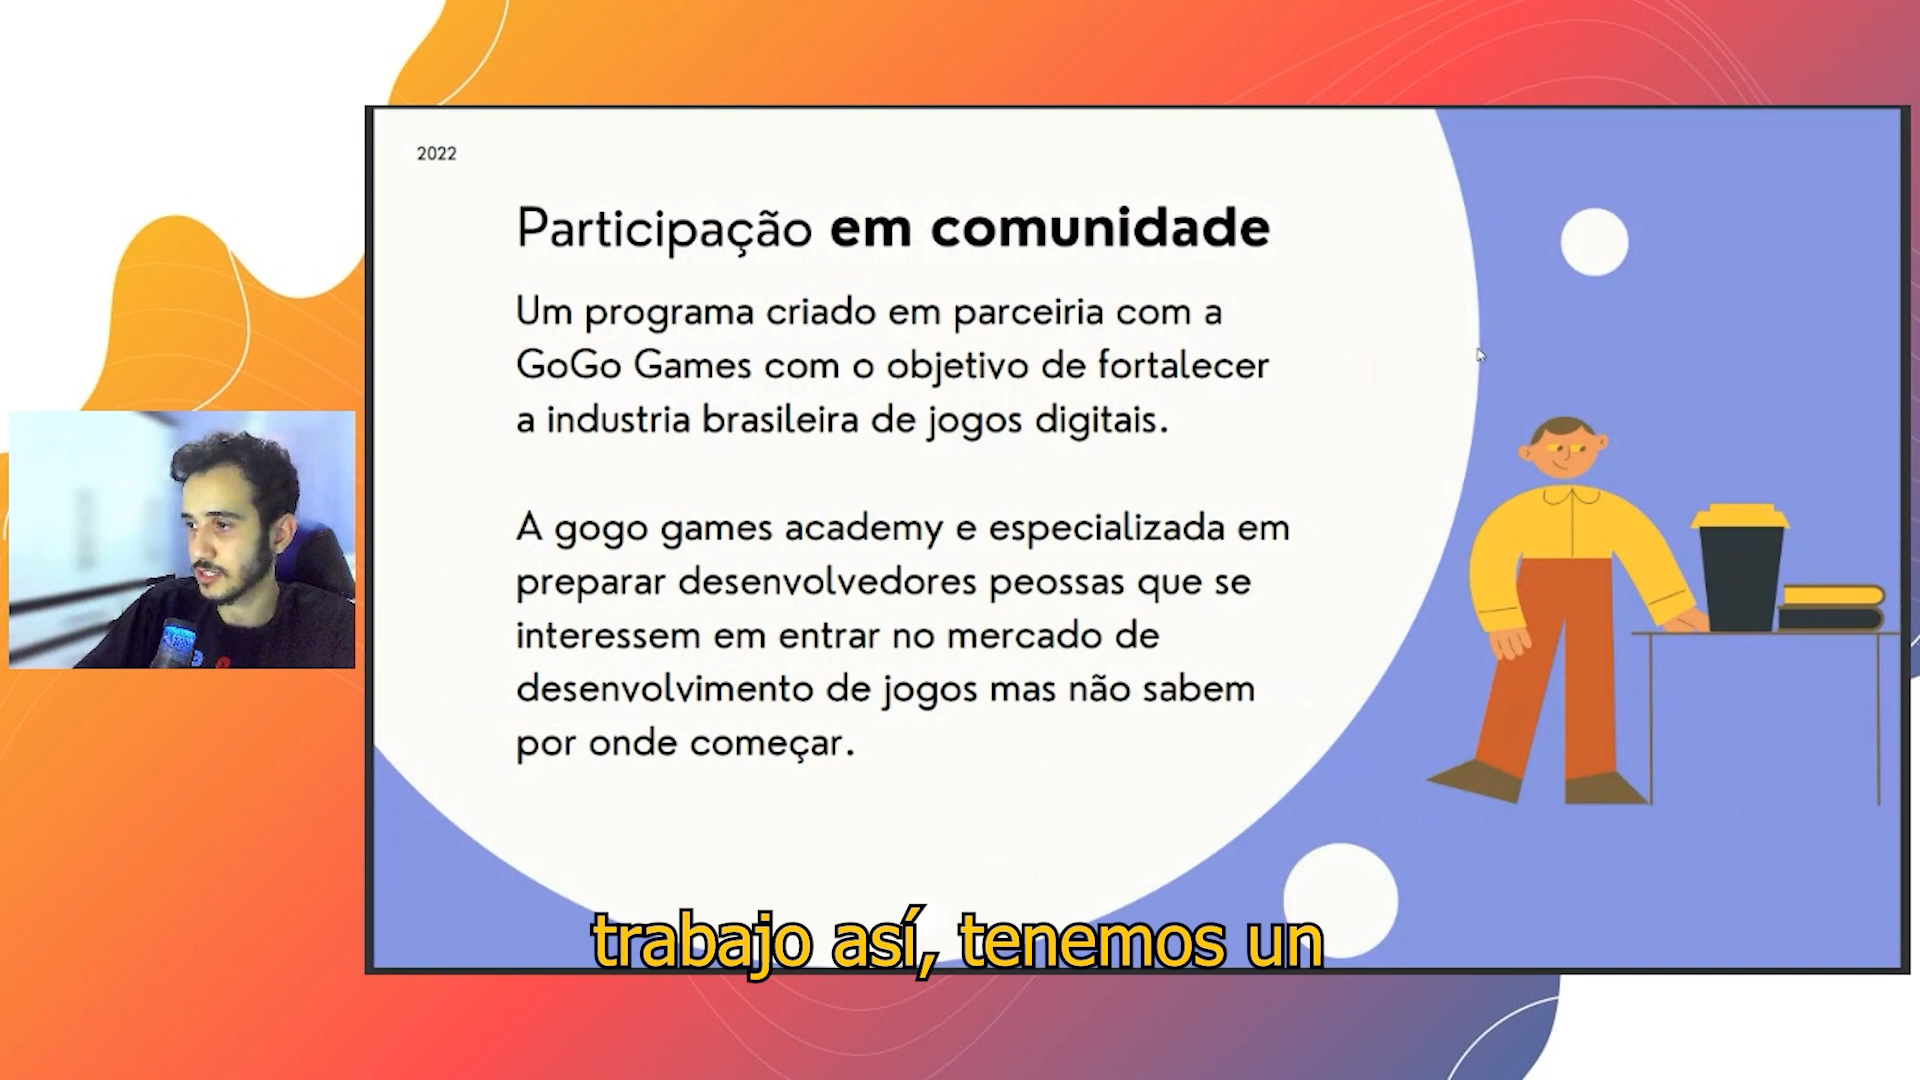 2022
Participação em comunidade
Um programa criado em parceiria com a
GoGo Games com o objetivo de fortalecer
a industria brasileira de jogos digitais.
A gogo games academy e especializada em
preparar desenvolvedores peossas que se
interessem em entrar no mercado de
desenvolvimento de jogos mas não sabem
por onde começar.
trabajo así, tenemos un